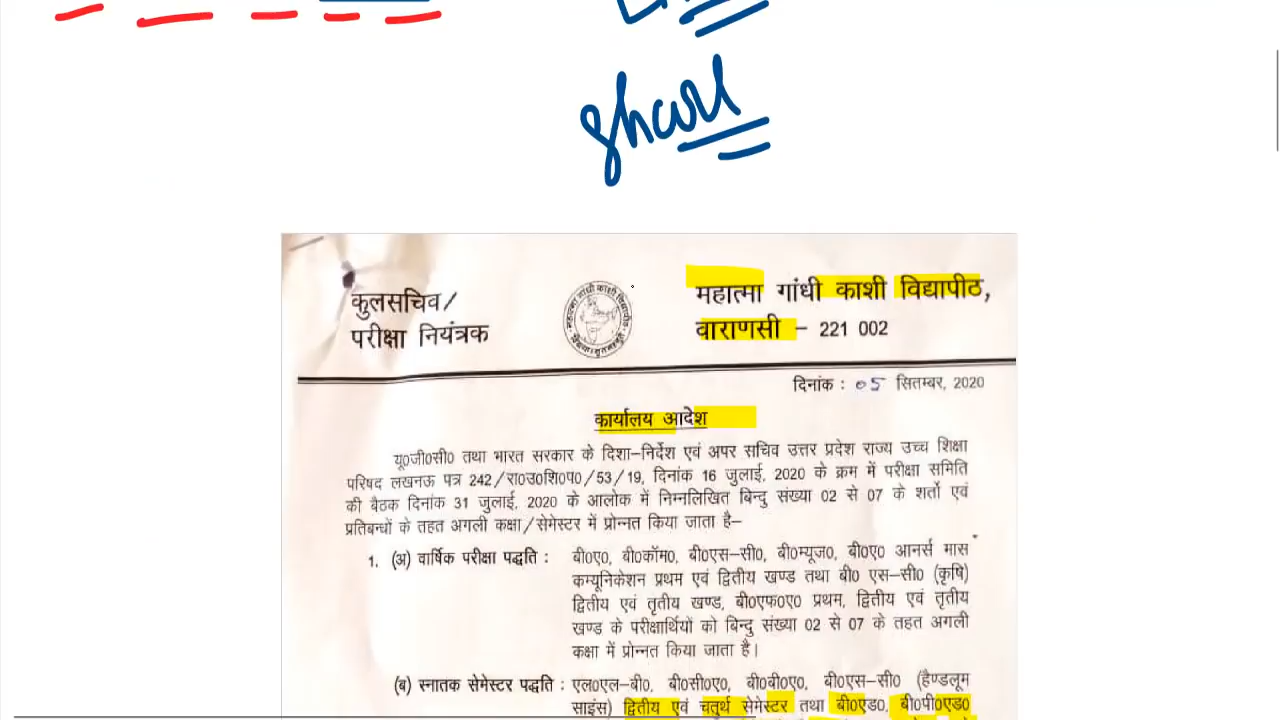 share
कुलसचिव/
परीक्षा नियंत्रक
महात्मा गांधी काशी विद्यापीठ,
वाराणसी – 221 002
दिनांक : 05 सितम्बर, 2020
कार्यालय आदेश
यू0जी0सी0 तथा भारत सरकार के दिशा-निर्देश एवं अपर सचिव उत्तर प्रदेश राज्य उच्च शिक्षा
परिषद लखनऊ पत्र 242/रा0उ0शि0प0/53/19, दिनांक 16 जुलाई, 2020 के क्रम में परीक्षा समिति
की बैठक दिनांक 31 जुलाई, 2020 के आलोक में निम्नलिखित बिन्दु संख्या 02 से 07 के शर्तो एवं
प्रतिबन्धों के तहत अगली कक्षा/सेमेस्टर में प्रोन्नत किया जाता है–
1. (अ) वार्षिक परीक्षा पद्धति : बी0ए0, बी0कॉम0, बी0एस-सी0, बी0म्यूज0, बी0ए0 आनर्स मास
कम्यूनिकेशन प्रथम एवं द्वितीय खण्ड तथा बी0 एस-सी0 (कृषि)
द्वितीय एवं तृतीय खण्ड, बी0एफ0ए0 प्रथम, द्वितीय एवं तृतीय
खण्ड के परीक्षार्थियों को बिन्दु संख्या 02 से 07 के तहत अगली
कक्षा में प्रोन्नत किया जाता है।
(ब) स्नातक सेमेस्टर पद्धति : एल0एल-बी0, बी0सी0ए0, बी0बी0ए0, बी0एस-सी0 (हैण्डलूम
साइंस) द्वितीय एवं चतुर्थ सेमेस्टर तथा बी0एड0, बी0पी0एड0